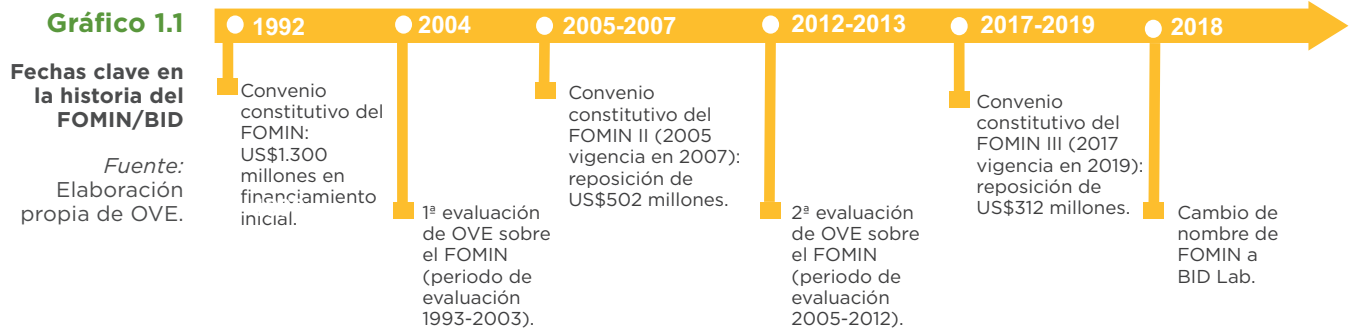 Gráfico 1.1
Fechas clave en
la historia del
FOMIN/BID
Fuente:
Elaboración
propia de OVE.
1992
Convenio
constitutivo del
FOMIN:
US$1.300
millones en
financiamiento
inicial.
2004
1ª evaluación
de OVE sobre
el FOMIN
(periodo de
evaluación
1993-2003).
2005-2007
Convenio
constitutivo del
FOMIN II (2005
vigencia en 2007):
reposición de
US$502 millones.
2012-2013
2ª evaluación
de OVE sobre
el FOMIN
(periodo de
evaluación
2005-2012).
2017-2019
Convenio
constitutivo del
FOMIN III (2017
vigencia en 2019):
reposición de
US$312 millones.
2018
Cambio de
nombre de
FOMIN a
BID Lab.